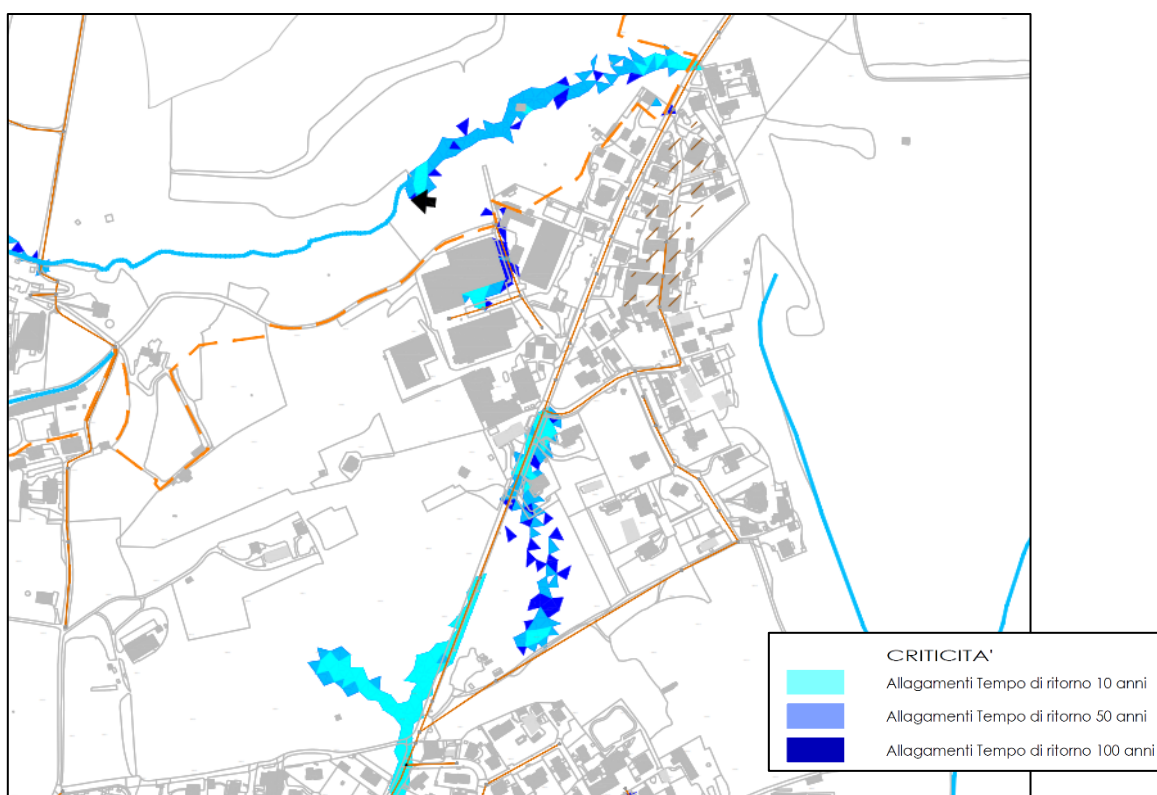 CRITICITA'
Allagamenti Tempo di ritorno 10 anni
Allagamenti Tempo di ritorno 50 anni
Allagamenti Tempo di ritorno 100 anni